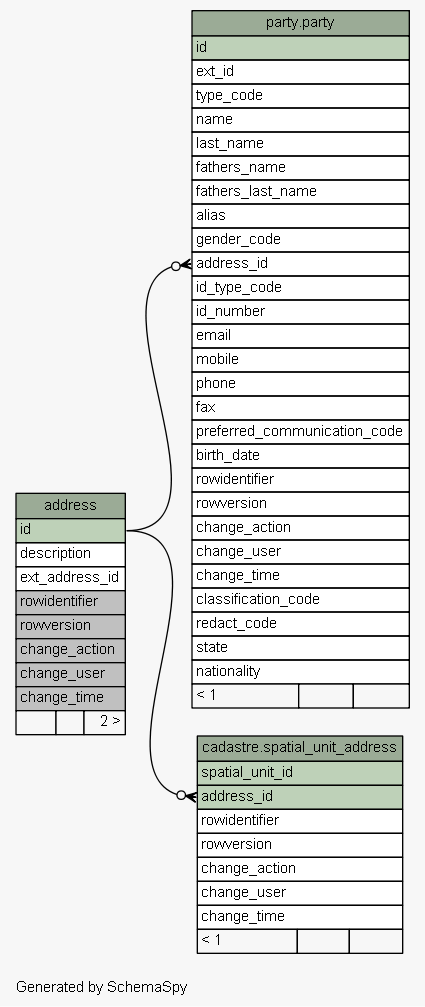 party.party
id
ext_id
type_code
name
last_name
fathers_name
fathers_last_name
alias
gender_code
address_id
id_type_code
id_number
email
mobile
phone
fax
preferred_communication_code
birth_date
rowidentifier
rowversion
change_action
change_user
change_time
classification_code
redact_code
state
nationality
< 1
address
id
description
ext_address_id
rowidentifier
rowversion
change_action
change_user
change_time
2 >
cadastre.spatial_unit_address
spatial_unit_id
address_id
rowidentifier
rowversion
change_action
change_user
change_time
< 1
Generated by SchemaSpy